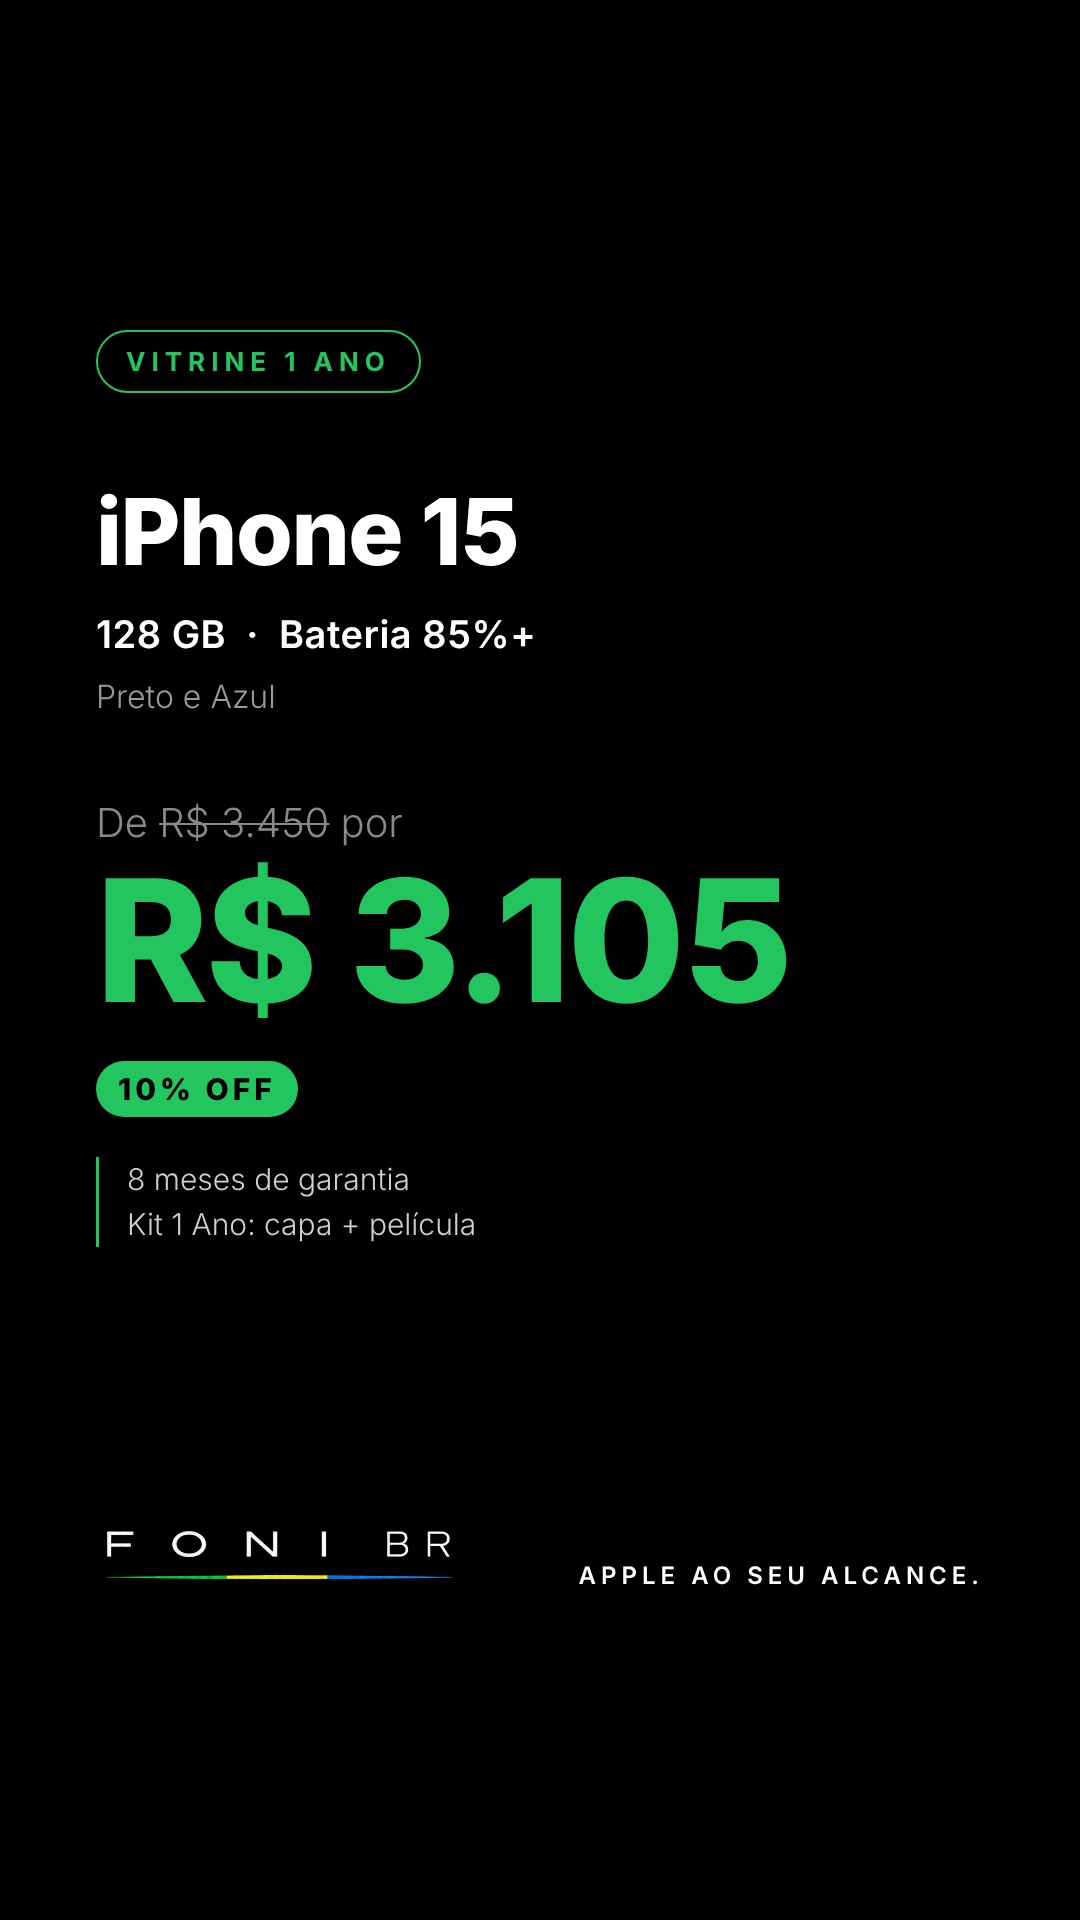 VITRINE 1 ANO
iPhone 15
128 GB · Bateria 85%+
Preto e Azul
De R$ 3.450 por
R$ 3.105
10% OFF
8 meses de garantia
Kit 1 Ano: capa + película
FONI BR
APPLE AO SEU ALCANCE.